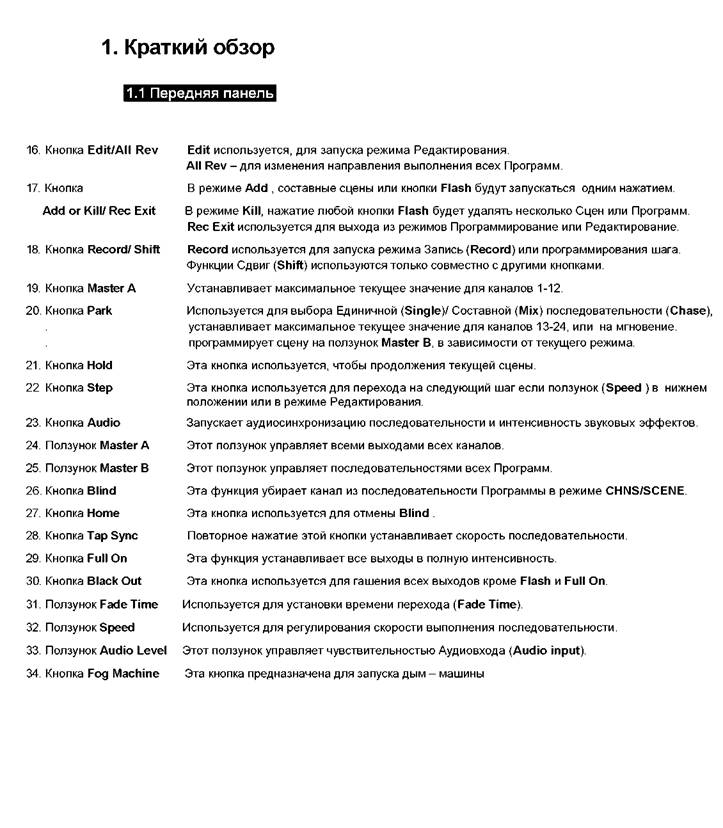 1. Краткий обзор
1.1 Передняя панель
16. Кнопка Edit/All Rev Edit используется, для запуска режима Редактирования.
All Rev – для изменения направления выполнения всех Программ.
17. Кнопка В режиме Add , составные сцены или кнопки Flash будут запускаться одним нажатием.
Add or Kill/ Rec Exit В режиме Kill, нажатие любой кнопки Flash будет удалять несколько Сцен или Программ.
Rec Exit используется для выхода из режимов Программирование или Редактирование.
18. Кнопка Record/ Shift Record используется для запуска режима Запись (Record) или программирования шага.
Функции Сдвиг (Shift) используются только совместно с другими кнопками.
19. Кнопка Master A Устанавливает максимальное текущее значение для каналов 1-12.
20. Кнопка Park Используется для выбора Единичной (Single)/ Составной (Mix) последовательности (Chase),
. устанавливает максимальное текущее значение для каналов 13-24, или на мгновение.
. программирует сцену на ползунок Master B, в зависимости от текущего режима.
21. Кнопка Hold Эта кнопка используется, чтобы продолжения текущей сцены.
22 Кнопка Step Эта кнопка используется для перехода на следующий шаг если ползунок (Speed ) в нижнем
положении или в режиме Редактирования.
23. Кнопка Audio Запускает аудиосинхронизацию последовательности и интенсивность звуковых эффектов.
24. Ползунок Master A Этот ползунок управляет всеми выходами всех каналов.
25. Ползунок Master B Этот ползунок управляет последовательностями всех Программ.
26. Кнопка Blind Эта функция убирает канал из последовательности Программы в режиме CHNS/SCENE.
27. Кнопка Home Эта кнопка используется для отмены Blind .
28. Кнопка Tap Sync Повторное нажатие этой кнопки устанавливает скорость последовательности.
29. Кнопка Full On Эта функция устанавливает все выходы в полную интенсивность.
30. Кнопка Black Out Эта кнопка используется для гашения всех выходов кроме Flash и Full On.
31. Ползунок Fade Time Используется для установки времени перехода (Fade Time).
32. Ползунок Speed Используется для регулирования скорости выполнения последовательности.
33. Ползунок Audio Level Этот ползунок управляет чувствительностью Аудиовхода (Audio input).
34. Кнопка Fog Machine Эта кнопка предназначена для запуска дым – машины